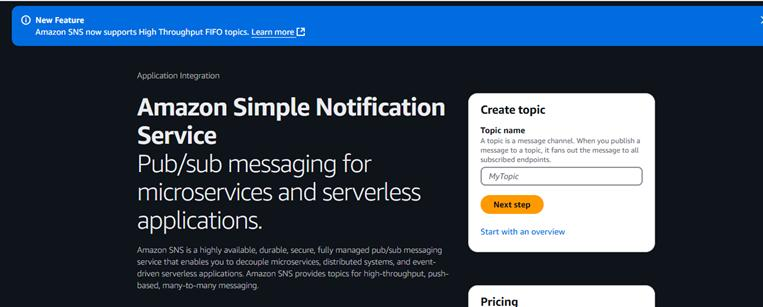 New Feature
Amazon SNS now supports High Throughput FIFO topics. Learn more
Application Integration
Amazon Simple Notification
Service
Pub/sub messaging for
microservices and serverless
applications.
Amazon SNS is a highly available, durable, secure, fully managed pub/sub messaging
service that enables you to decouple microservices, distributed systems, and event-
driven serverless applications. Amazon SNS provides topics for high-throughput, push-
based, many-to-many messaging.
Create topic
Topic name
A topic is a message channel. When you publish a
message to a topic, it fans out the message to all
subscribed endpoints.
MyTopic
Next step
Start with an overview
Pricing